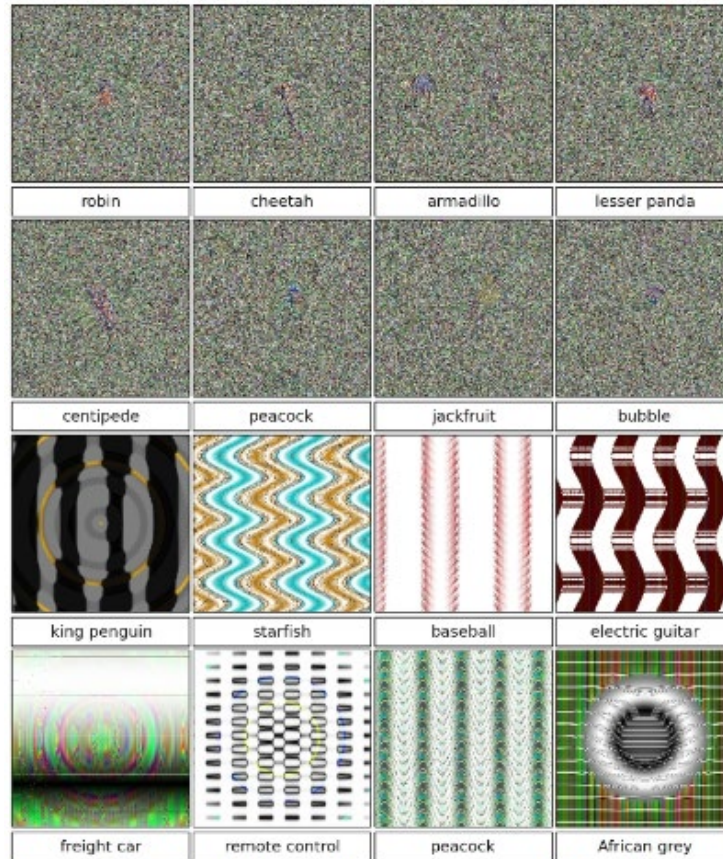 robin cheetah armadillo lesser panda
centipede peacock jackfruit bubble
king penguin starfish baseball electric guitar
freight car remote control peacock African grey